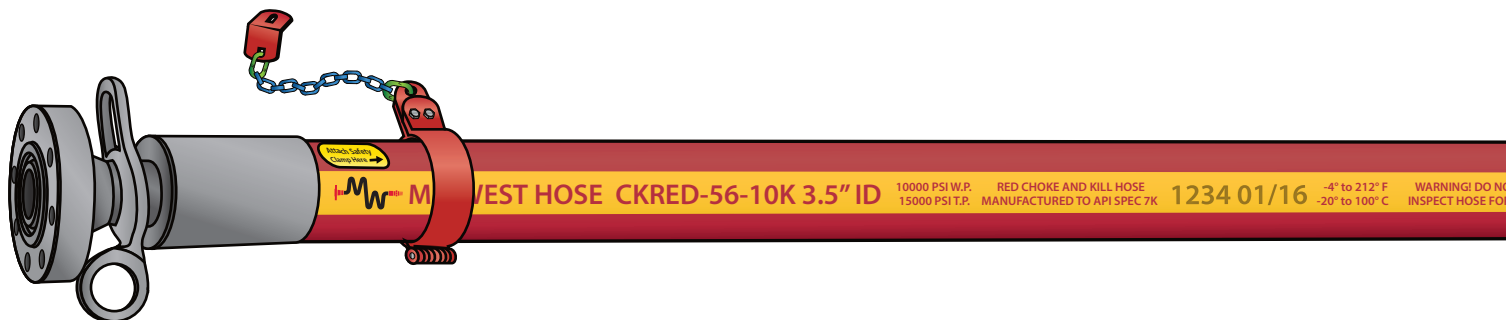 Attach Safety
Clamp Here
MW
M WEST HOSE CKRED-56-10K 3.5" ID
10000 PSI W.P.
15000 PSI T.P.
RED CHOKE AND KILL HOSE
MANUFACTURED TO API SPEC 7K
1234 01/16
-4° to 212° F
-20° to 100° C
WARNING! DO NO
INSPECT HOSE FO